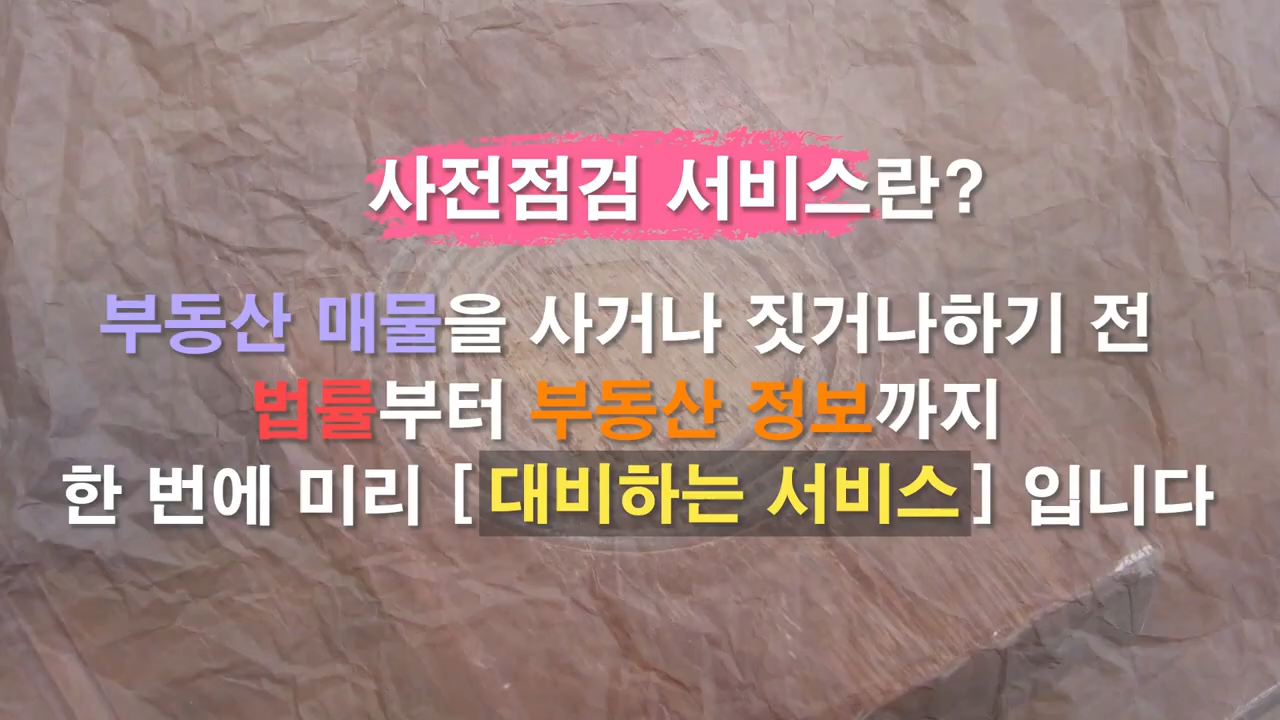 사전점검 서비스란?
부동산 매물을 사거나 짓거나하기 전
법률부터 부동산 정보까지
한 번에 미리 [대비하는 서비스] 입니다